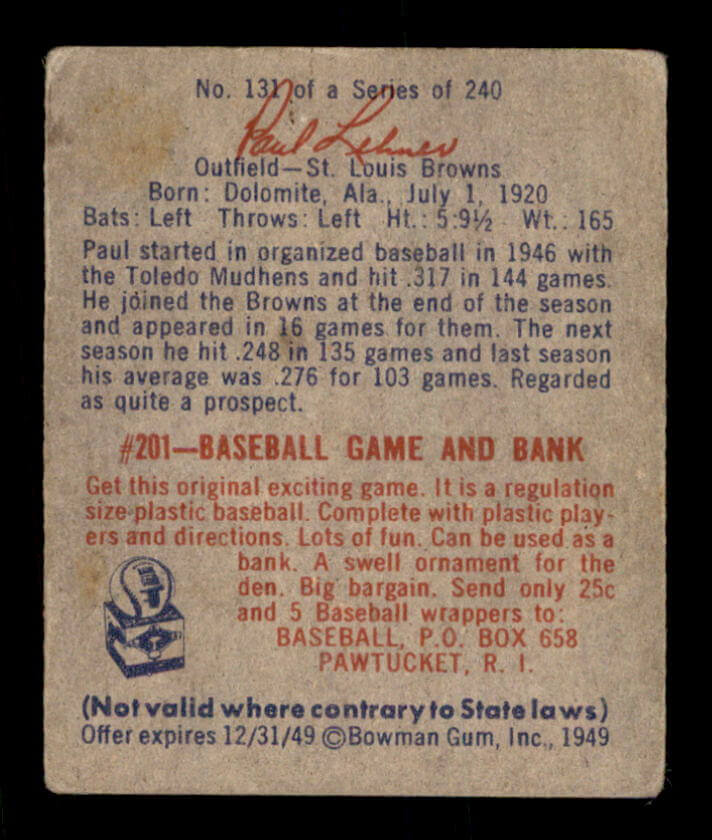 No. 131 of a Series of 240
Paul Lehner
Outfield—St. Louis Browns
Born: Dolomite, Ala., July 1, 1920
Bats: Left Throws: Left Ht.: 5:9½ Wt.: 165
Paul started in organized baseball in 1946 with
the Toledo Mudhens and hit .317 in 144 games.
He joined the Browns at the end of the season
and appeared in 16 games for them. The next
season he hit .248 in 135 games and last season
his average was .276 for 103 games. Regarded
as quite a prospect.
#201—BASEBALL GAME AND BANK
Get this original exciting game. It is a regulation
size plastic baseball. Complete with plastic play-
ers and directions. Lots of fun. Can be used as a
bank. A swell ornament for the
den. Big bargain. Send only 25c
and 5 Baseball wrappers to:
BASEBALL, P.O. BOX 658
PAWTUCKET, R. I.
(Not valid where contrary to State laws)
Offer expires 12/31/49 ©Bowman Gum, Inc., 1949